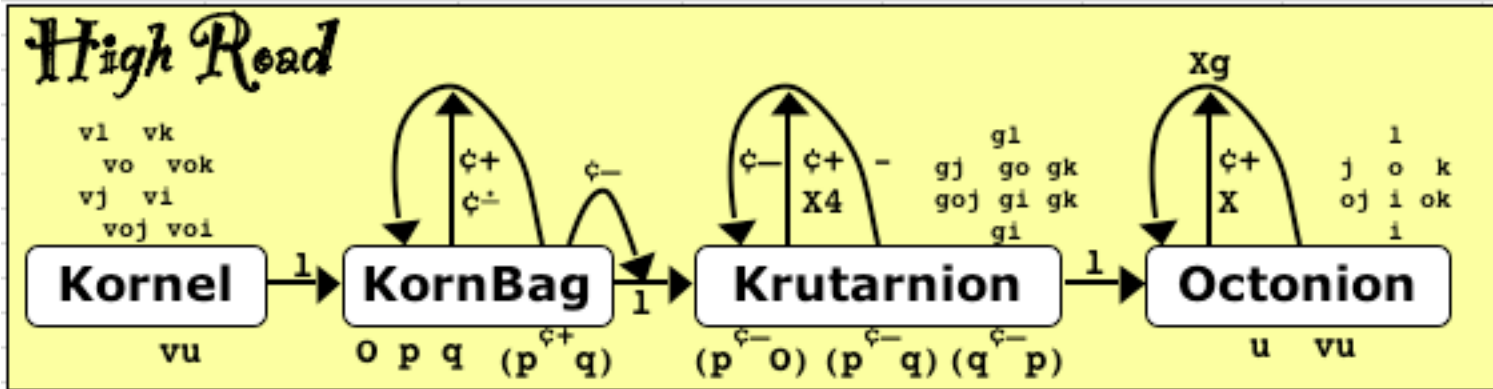 High Road
Xg
vl vk
vo vok
vj vi
voj voi
¢+
¢∸
¢—
¢— ¢+ -
X4
gl
gj go gk
goj gi gk
gi
¢+
X
l
j o k
oj i ok
i
Kornel
l
KornBag
l
Krutarnion
l
Octonion
vu
O p q (p ¢+ q)
(p ¢— O) (p ¢— q) (q ¢— p)
u vu